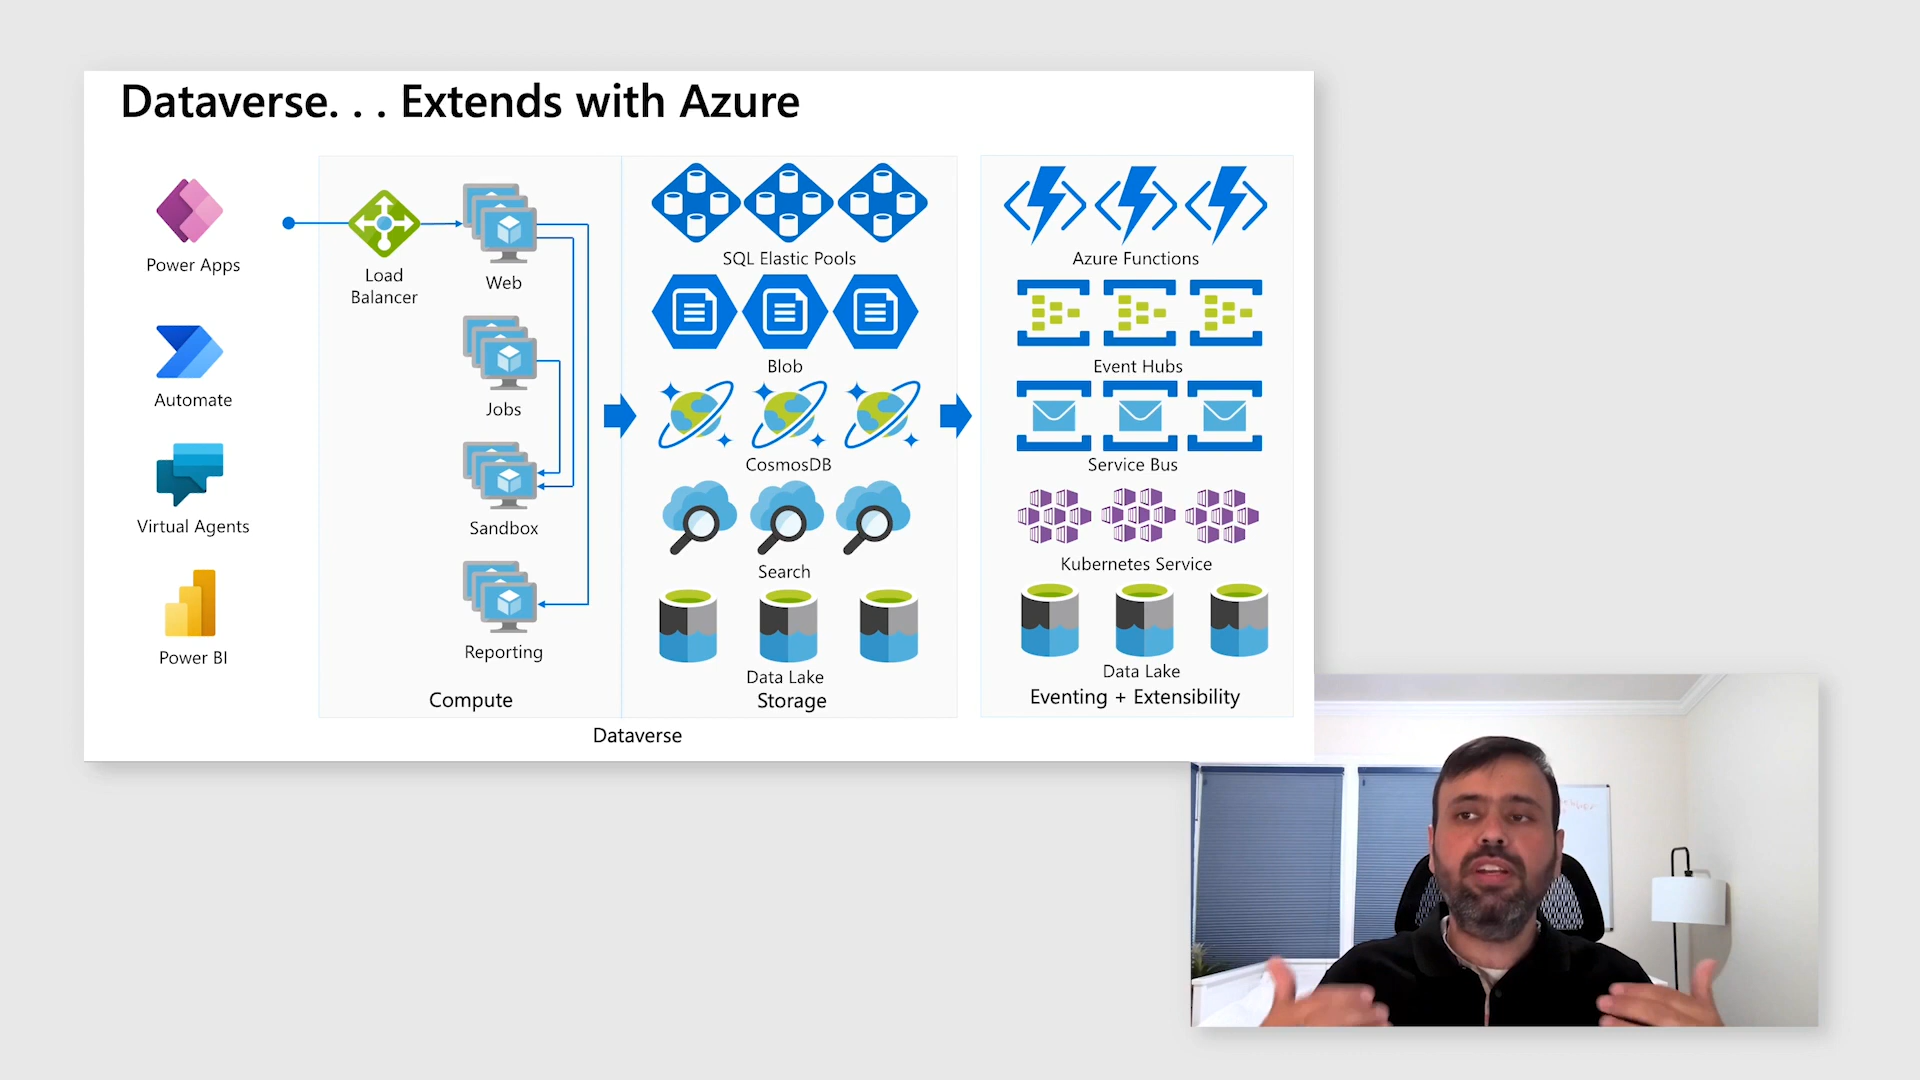 Dataverse. . . Extends with Azure
Power Apps
Automate
Virtual Agents
Power BI
Load
Balancer
Web
Jobs
Sandbox
Reporting
Compute
SQL Elastic Pools
Blob
CosmosDB
Search
Data Lake
Storage
Dataverse
Azure Functions
Event Hubs
Service Bus
Kubernetes Service
Data Lake
Eventing + Extensibility